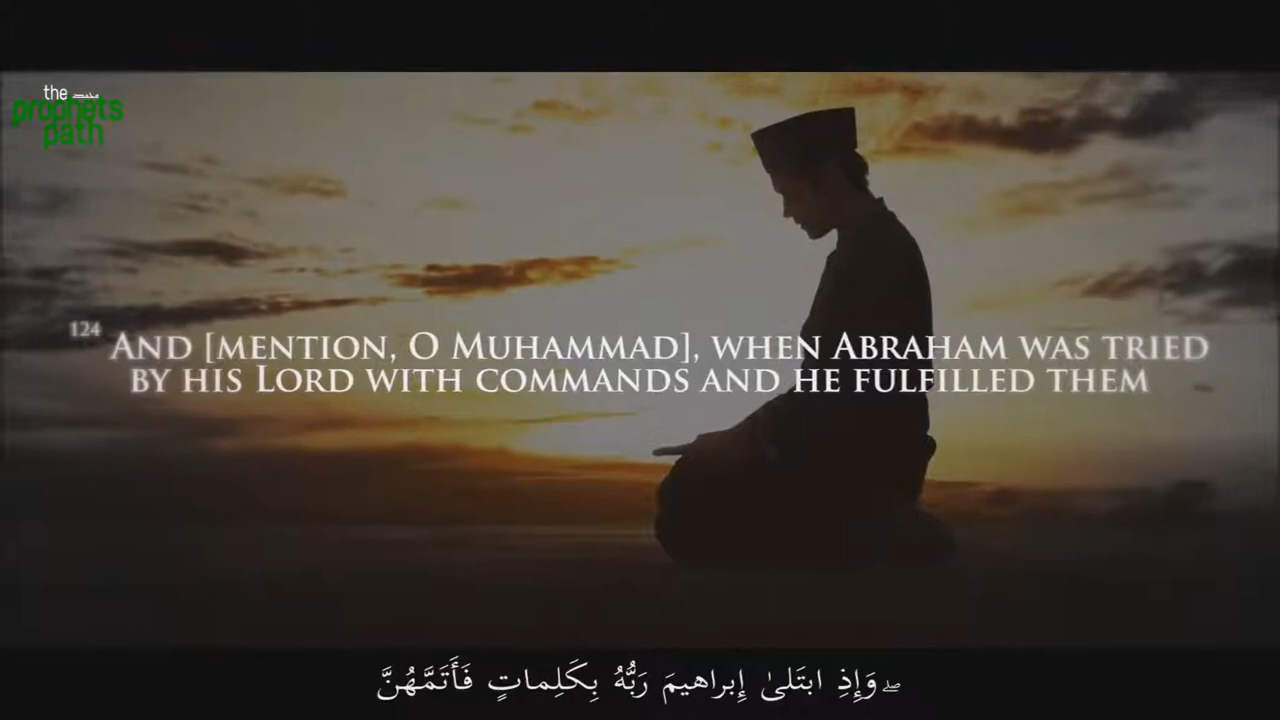 the
prophets
path
124 And [mention, O Muhammad], when Abraham was tried
by his Lord with commands and he fulfilled them
وَإِذِ ابتَلىٰ إِبراهيمَ رَبُّهُ بِكَلِماتٍ فَأَتَمَّهُنَّ ۖ